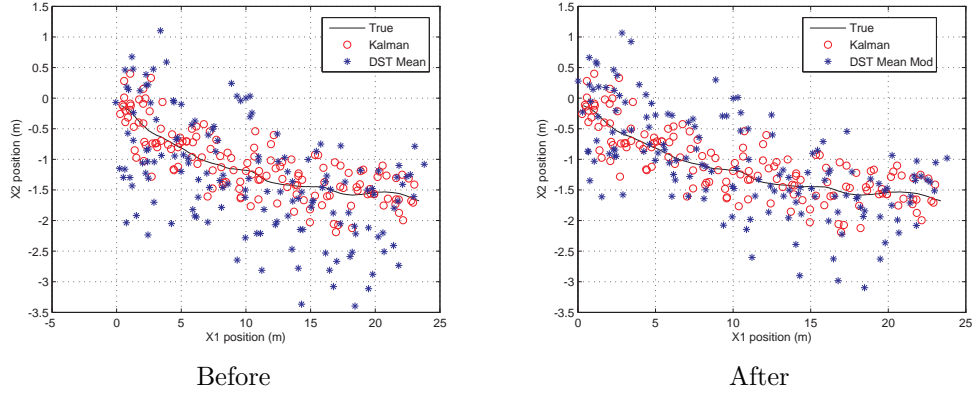 1.5
1
0.5
0
-0.5
-1
-1.5
-2
-2.5
-3
-3.5
-5 0 5 10 15 20 25
X1 position (m)
X2 position (m)
True
Kalman
DST Mean
Before
1.5
1
0.5
0
-0.5
-1
-1.5
-2
-2.5
-3
-3.5
0 5 10 15 20 25
X1 position (m)
X2 position (m)
True
Kalman
DST Mean Mod
After